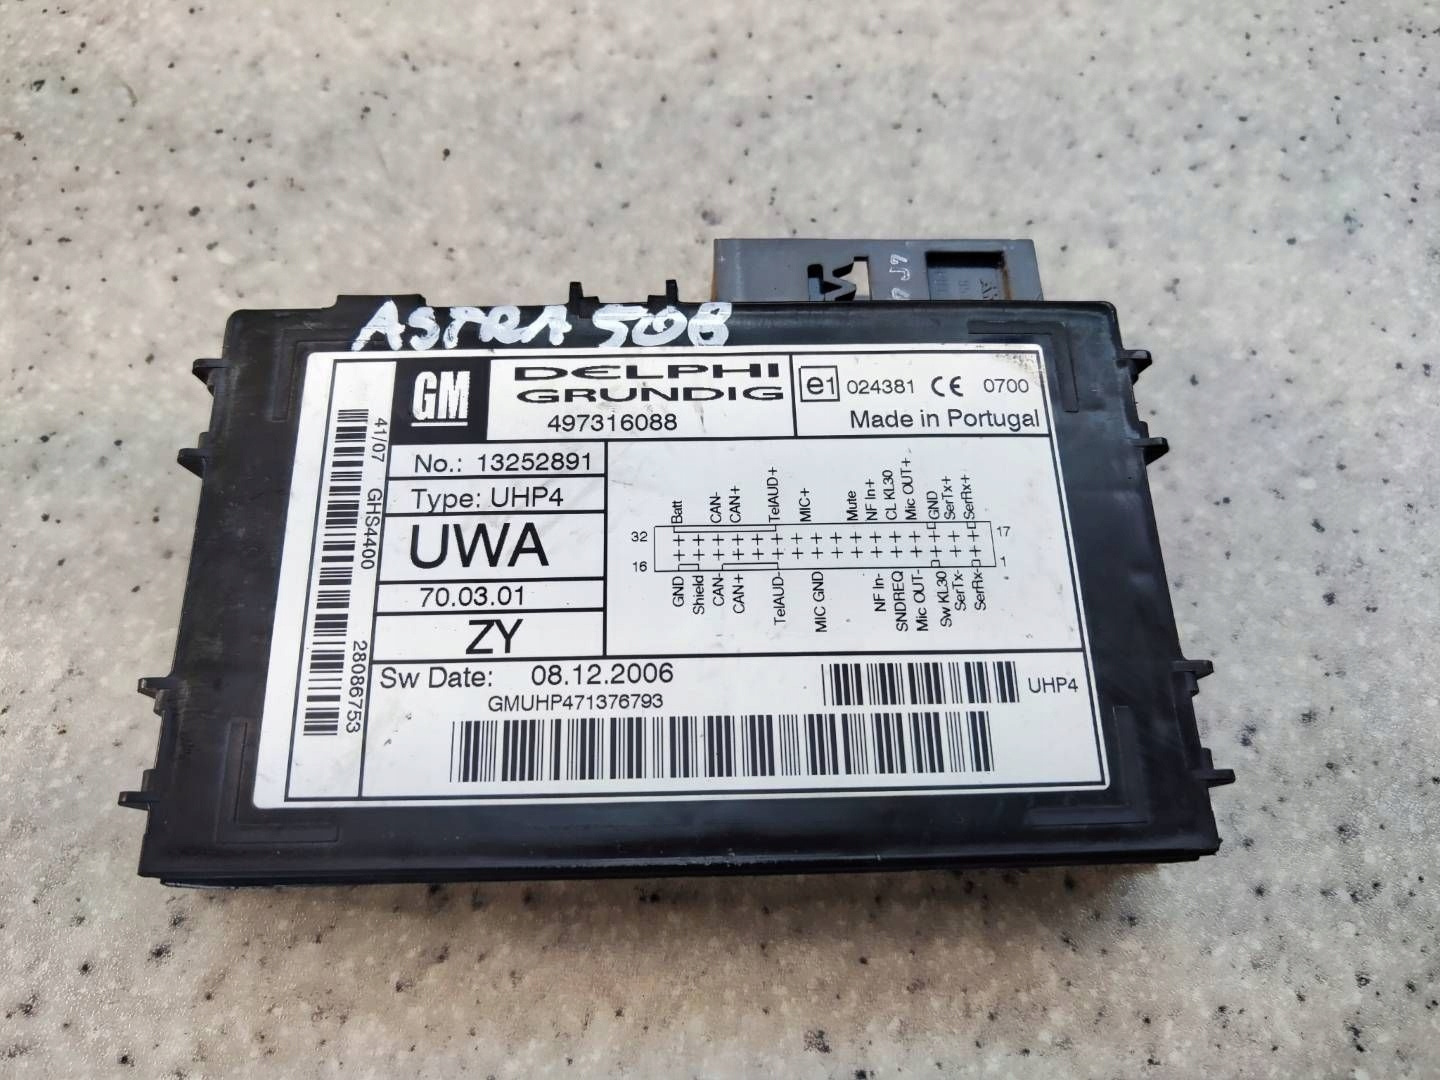 ASTRA 508
GM
DELPHI
GRUNDIG
497316088
e1 024381 CE 0700
Made in Portugal
No.: 13252891
Type: UHP4
UWA
70.03.01
ZY
41/07 GHS4400 28086753
Batt CAN- CAN+ TelAUD+ MIC+ Mute NF In+ CL KL30 Mic OUT+ GND SerTx+ SerRx+
32 17
16 1
GND Shield CAN- CAN+ TelAUD- MIC GND NF In- SNDREQ Mic OUT- Sw KL30 SerTx- SerRx-
Sw Date: 08.12.2006
GMUHP471376793
UHP4